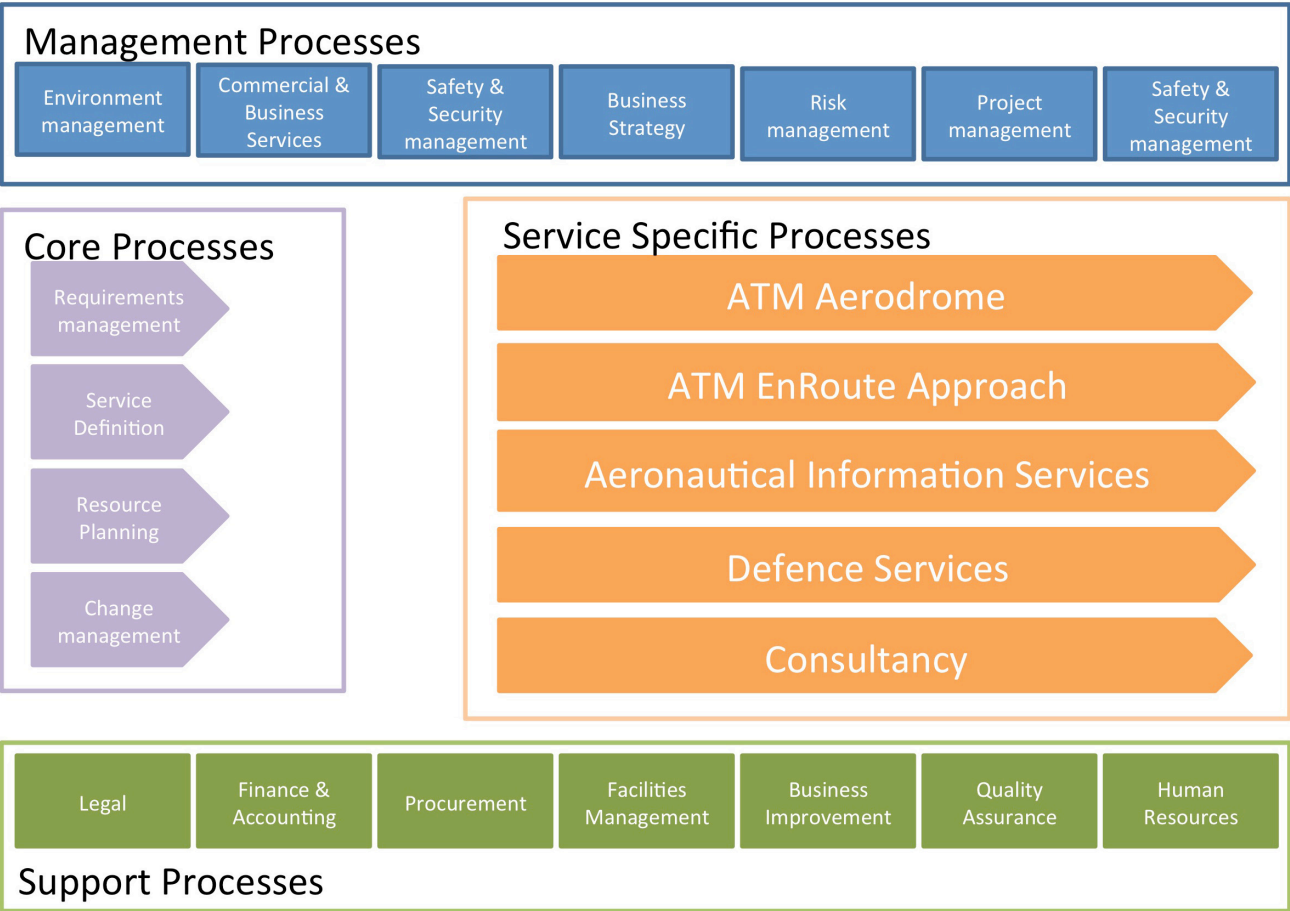 Management Processes
Environment
management
Commercial &
Business
Services
Safety &
Security
management
Business
Strategy
Risk
management
Project
management
Safety &
Security
management
Core Processes
Requirements
management
Service
Definition
Resource
Planning
Change
management
Service Specific Processes
ATM Aerodrome
ATM EnRoute Approach
Aeronautical Information Services
Defence Services
Consultancy
Legal
Finance &
Accounting
Procurement
Facilities
Management
Business
Improvement
Quality
Assurance
Human
Resources
Support Processes